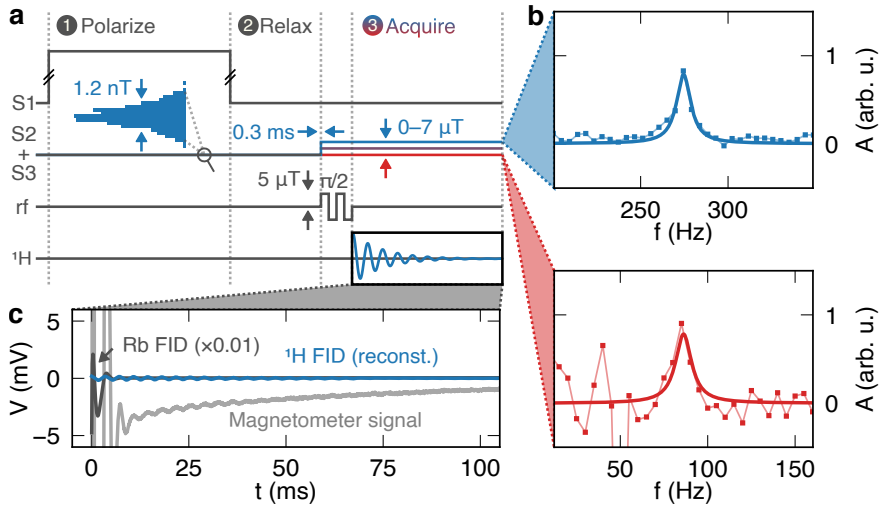 a
1 Polarize
2 Relax
3 Acquire
1.2 nT
S1
S2
+
S3
0.3 ms
0–7 µT
5 µT
π/2
rf
¹H
b
1
0
A (arb. u.)
250
300
f (Hz)
1
0
A (arb. u.)
50
100
150
f (Hz)
c
5
0
−5
V (mV)
Rb FID (×0.01)
¹H FID (reconst.)
Magnetometer signal
0
25
50
75
100
t (ms)